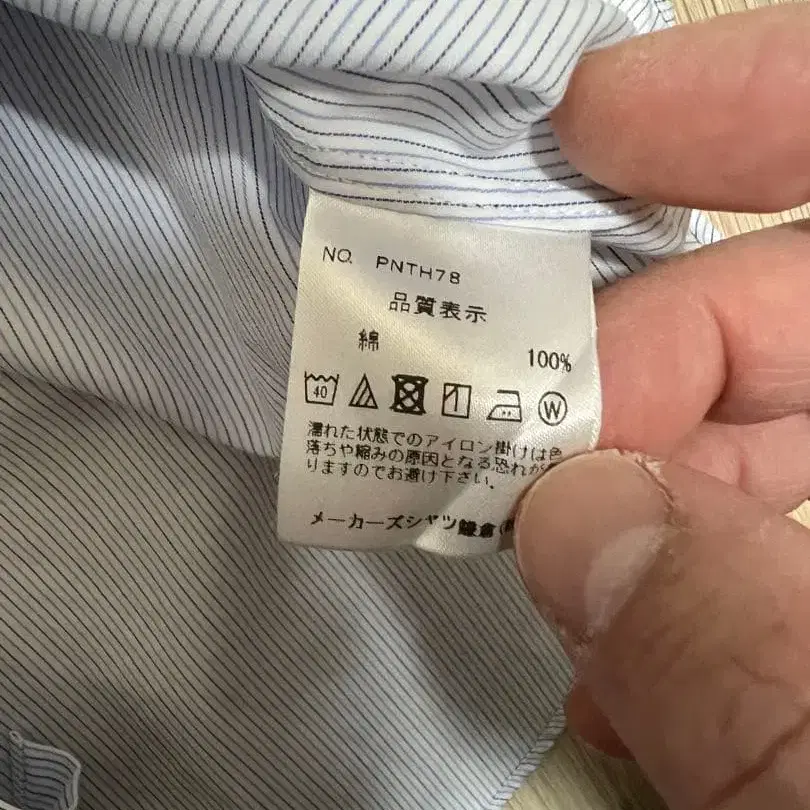 NO. PNTH78
品質表示
綿 100%
40 W
濡れた状態でのアイロン掛けは色
落ちや縮みの原因となる恐れが
りますのでお避け下さい。
メーカーズシャツ鎌倉